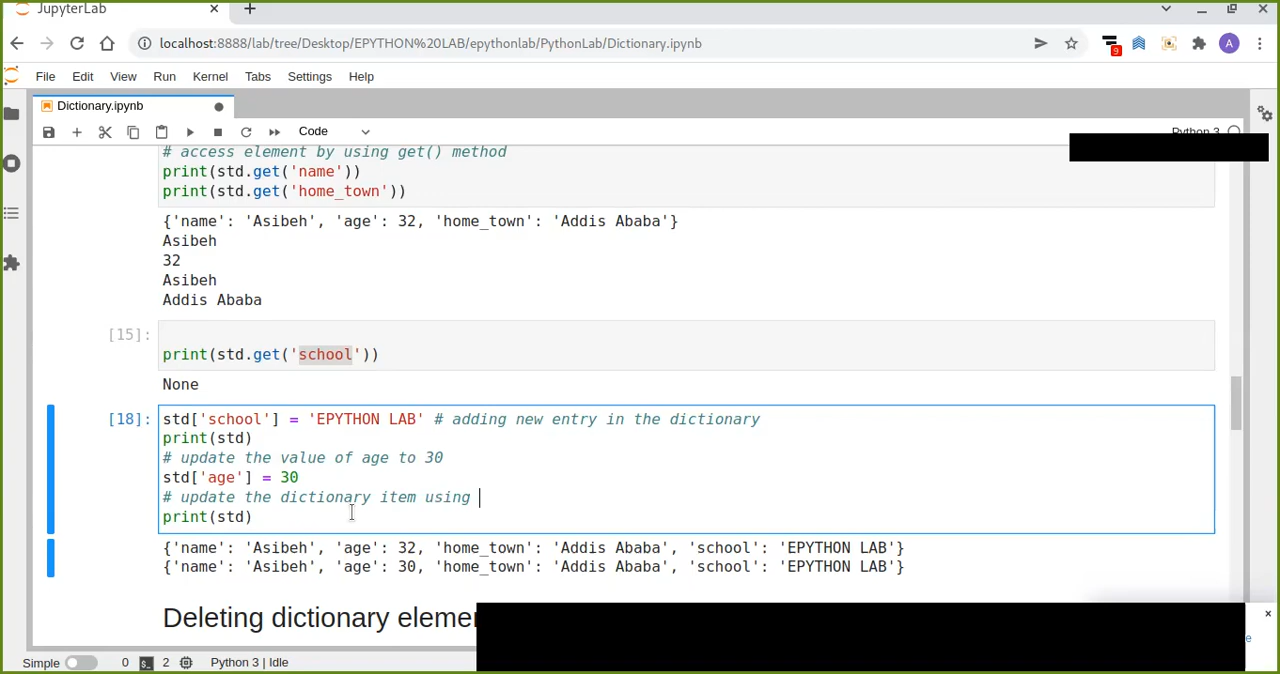 JupyterLab
localhost:8888/lab/tree/Desktop/EPYTHON%20LAB/epythonlab/PythonLab/Dictionary.ipynb
9
A
File Edit View Run Kernel Tabs Settings Help
Dictionary.ipynb
Code
Python 3
# access element by using get() method
print(std.get('name'))
print(std.get('home_town'))
{'name': 'Asibeh', 'age': 32, 'home_town': 'Addis Ababa'}
Asibeh
32
Asibeh
Addis Ababa
[15]:
print(std.get('school'))
None
[18]: std['school'] = 'EPYTHON LAB' # adding new entry in the dictionary
print(std)
# update the value of age to 30
std['age'] = 30
# update the dictionary item using
print(std)
{'name': 'Asibeh', 'age': 32, 'home_town': 'Addis Ababa', 'school': 'EPYTHON LAB'}
{'name': 'Asibeh', 'age': 30, 'home_town': 'Addis Ababa', 'school': 'EPYTHON LAB'}
Deleting dictionary
Simple 0 2 Python 3 | Idle